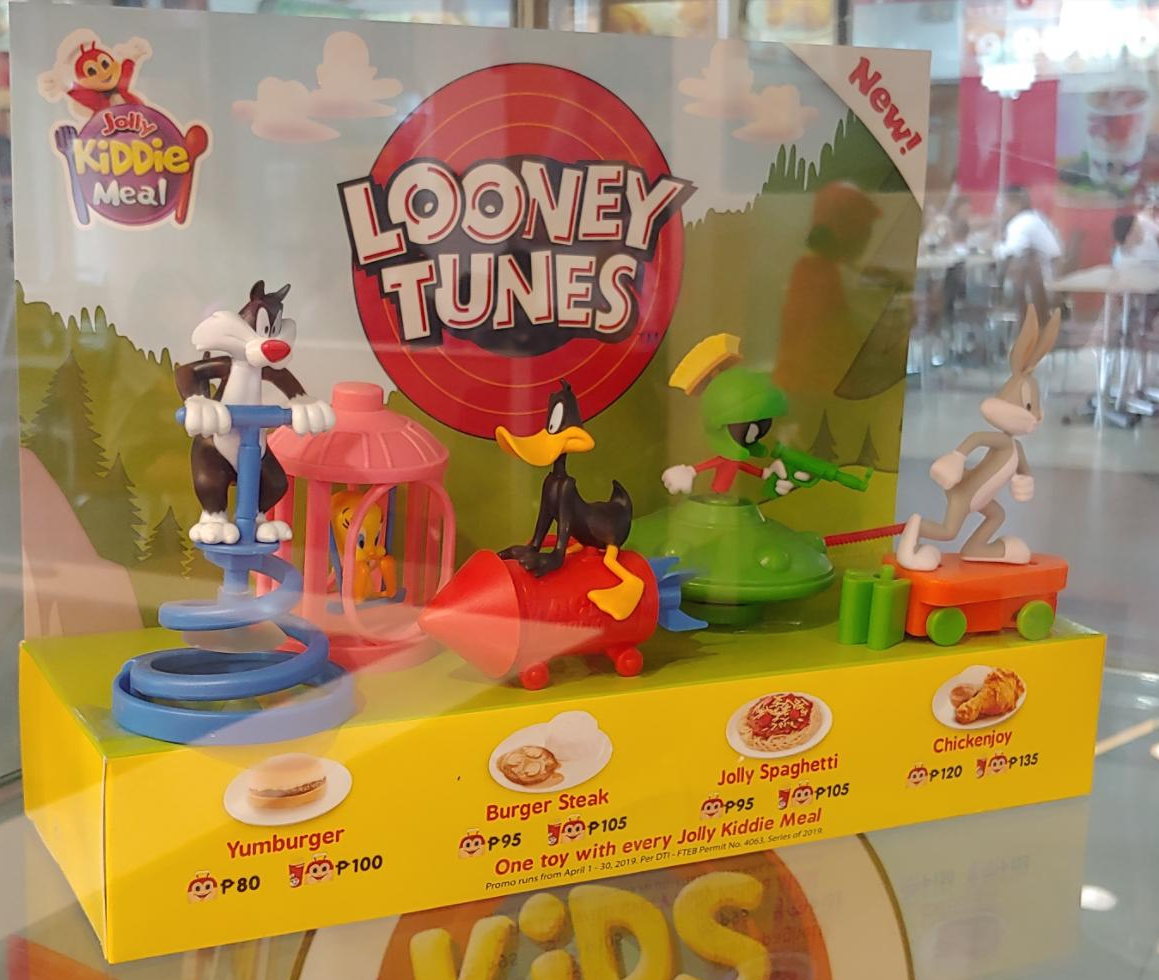 Jolly
KiDDie
Meal
New!
LOONEY
TUNES™
Yumburger
₱80 ₱100
Burger Steak
₱95 ₱105
Jolly Spaghetti
₱95 ₱105
Chickenjoy
₱120 ₱135
One toy with every Jolly Kiddie Meal
Promo runs from April 1 - 30, 2019. Per DTI - FTEB Permit No. 4063, Series of 2019.
KiDS